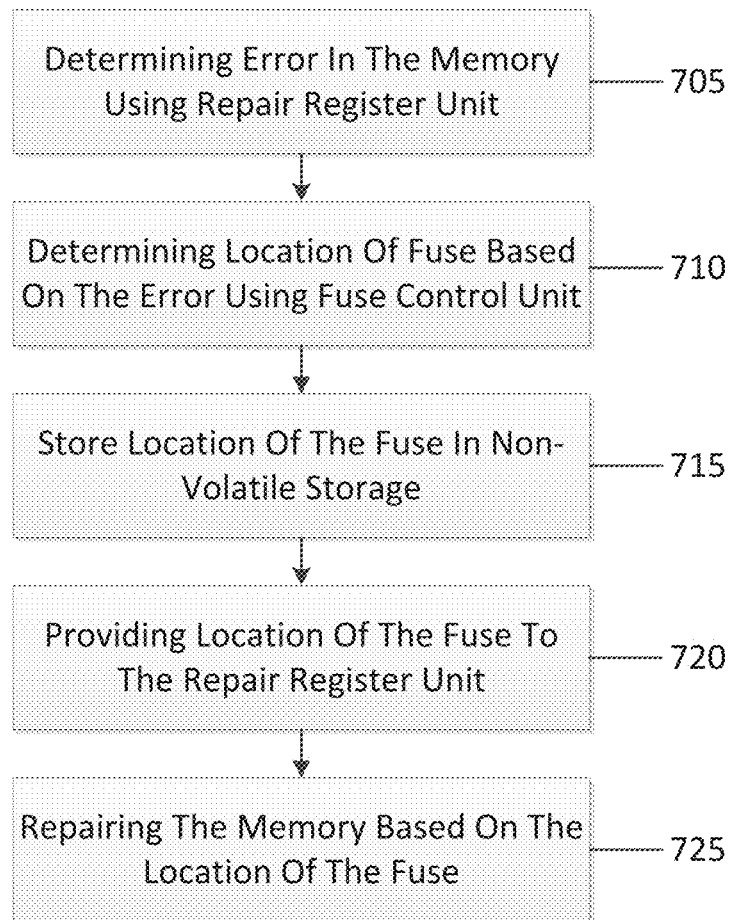 Determining Error In The Memory
Using Repair Register Unit
705
Determining Location Of Fuse Based
On The Error Using Fuse Control Unit
710
Store Location Of The Fuse In Non-
Volatile Storage
715
Providing Location Of The Fuse To
The Repair Register Unit
720
Repairing The Memory Based On The
Location Of The Fuse
725